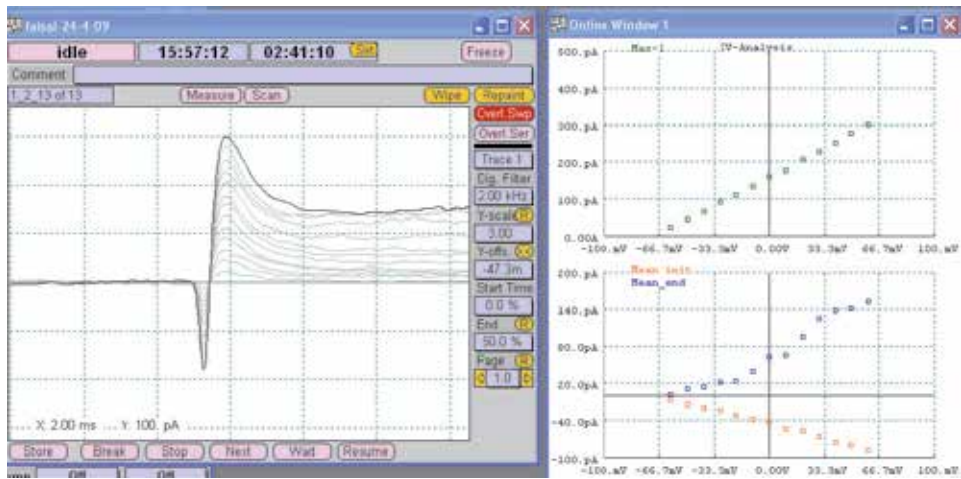 faisal 24-4-09
idle 15:57:12 02:41:10 Set Freeze
Comment
1_2_13 of 13 Measure Scan Wipe Repaint
Overl. Swp
Overl. Ser
Trace 1
Dig. Filter
2.00 kHz
Y-scale R
3.00
Y-offs
-47.3m
Start Time
0.0 %
End R
50.0 %
Page R
1.0
X: 2.00 ms ... Y: 100. pA
Store Break Stop Next Wait Resume
Off Off
Online Window 1
500.pA Max-1 IV-Analysis
400.pA
300.pA
200.pA
100.pA
0.00A
-100.mV -66.7mV -33.3mV 0.00V 33.3mV 66.7mV 100.mV
200.pA Mean init
Mean_end
140.pA
80.0pA
20.0pA
-40.0pA
-100.pA
-100.mV -66.7mV -33.3mV 0.00V 33.3mV 66.7mV 100.mV